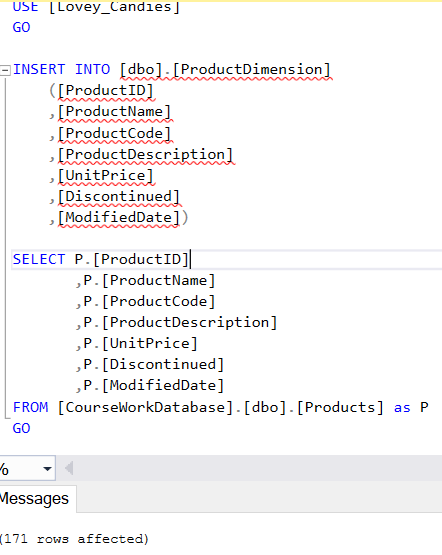 USE [Lovey_Candies]
GO
INSERT INTO [dbo].[ProductDimension]
([ProductID]
,[ProductName]
,[ProductCode]
,[ProductDescription]
,[UnitPrice]
,[Discontinued]
,[ModifiedDate])
SELECT P.[ProductID]
,P.[ProductName]
,P.[ProductCode]
,P.[ProductDescription]
,P.[UnitPrice]
,P.[Discontinued]
,P.[ModifiedDate]
FROM [CourseWorkDatabase].[dbo].[Products] as P
GO
%
Messages
(171 rows affected)